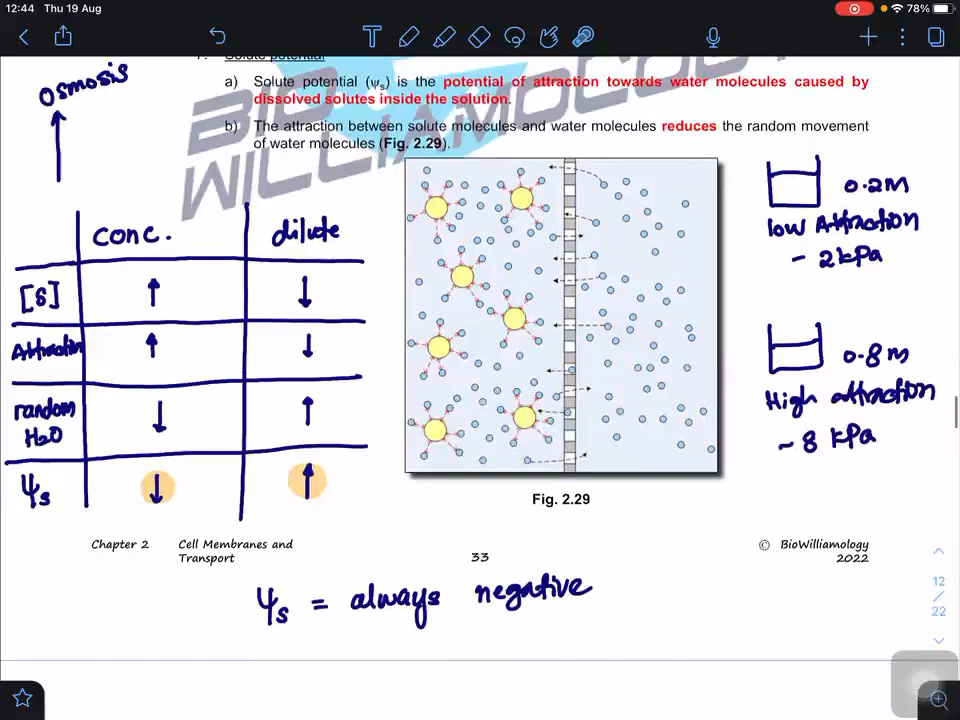 12:44 Thu 19 Aug
78%
7. Solute potential
a) Solute potential (ψs) is the potential of attraction towards water molecules caused by
dissolved solutes inside the solution.
b) The attraction between solute molecules and water molecules reduces the random movement
of water molecules (Fig. 2.29).
BIO
WILLIAMOLOGY
osmosis
conc. dilute
[S] ↑ ↓
Attraction ↑ ↓
random
H2O ↓ ↑
ψs ↓ ↑
0.2M
low Attraction
- 2kPa
0.8M
High attraction
- 8 kPa
Fig. 2.29
Chapter 2 Cell Membranes and
Transport
33
© BioWilliamology
2022
ψs = always negative
12
/
22